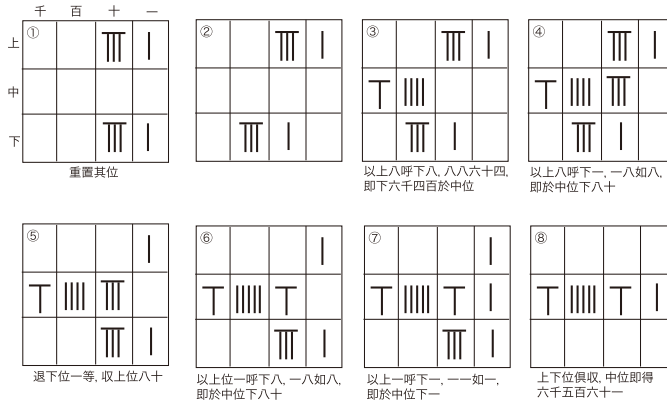 千 百 十 一
上
中
下
①
②
③
④
重置其位
以上八呼下八, 八八六十四,
即下六千四百於中位
以上八呼下一, 一八如八,
即於中位下八十
⑤
⑥
⑦
⑧
退下位一等, 収上位八十
以上位一呼下八, 一八如八,
即於中位下八十
以上一呼下一, 一一如一,
即於中位下一
上下位俱収, 中位即得
六千五百六十一